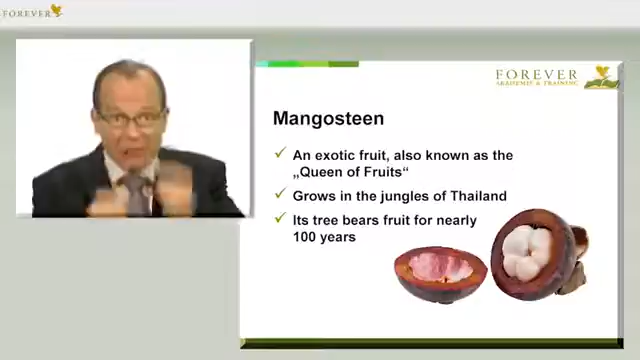 FOREVER
FOREVER
AKADEMIE & TRAINING
Mangosteen
An exotic fruit, also known as the
„Queen of Fruits“
Grows in the jungles of Thailand
Its tree bears fruit for nearly
100 years